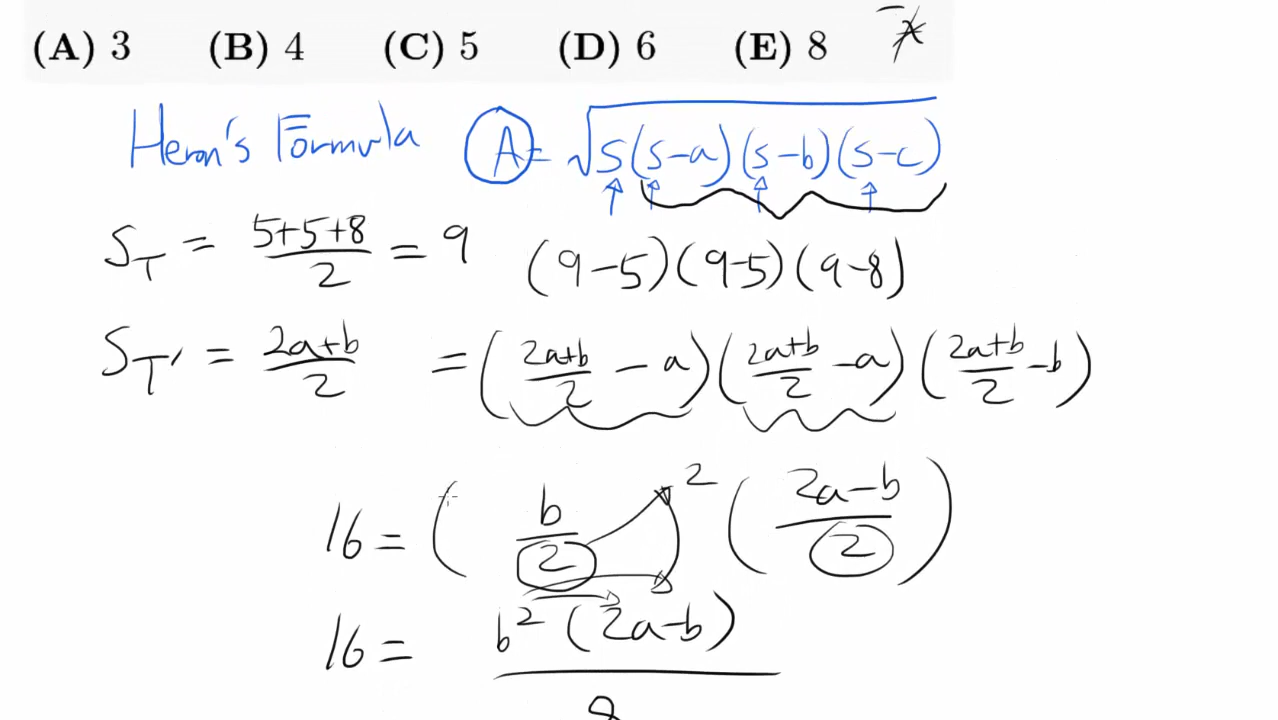 (A) 3 (B) 4 (C) 5 (D) 6 (E) 8
Heron's Formula A = √s(s-a)(s-b)(s-c)
S_T = 5+5+8/2 = 9 (9-5)(9-5)(9-8)
S_T' = 2a+b/2 = (2a+b/2 - a)(2a+b/2 - a)(2a+b/2 - b)
16 = (b/2)² (2a-b/2)
16 = b² (2a-b)/8